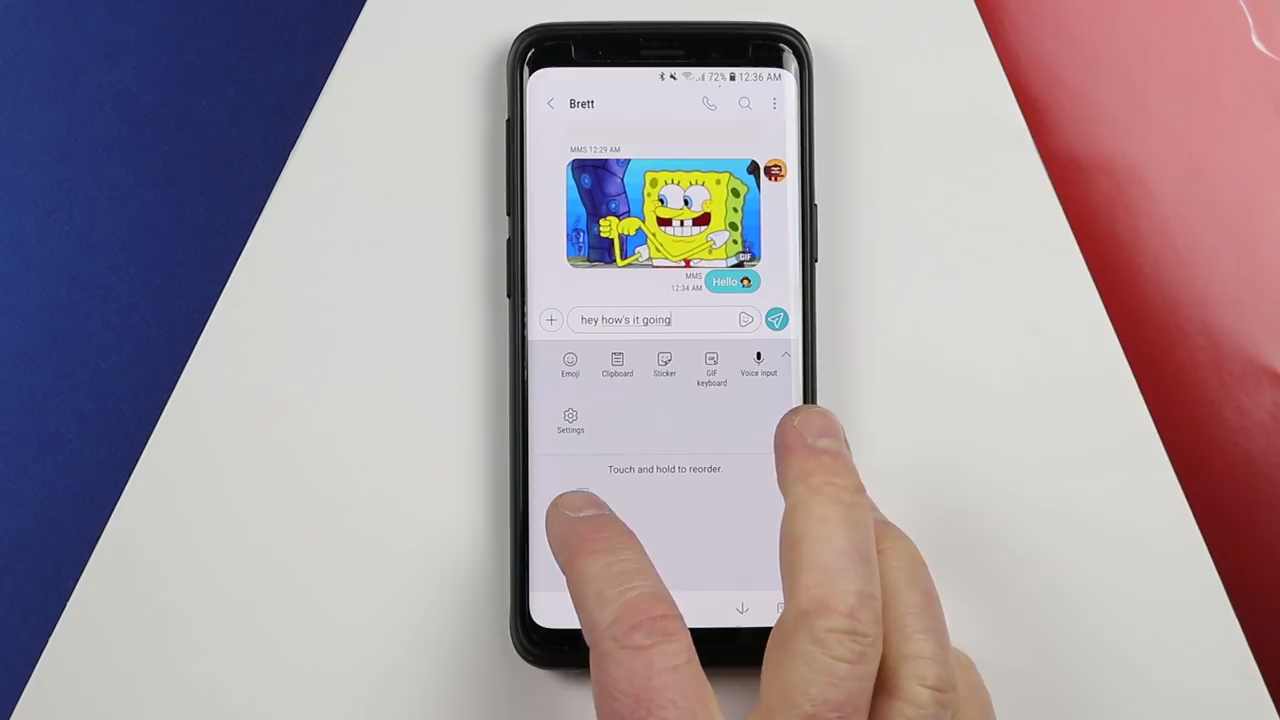 72% 12:36 AM
Brett
MMS 12:29 AM
GIF
MMS
12:34 AM
Hello
hey how's it going
Emoji
Clipboard
Sticker
GIF
keyboard
Voice input
Settings
Touch and hold to reorder.